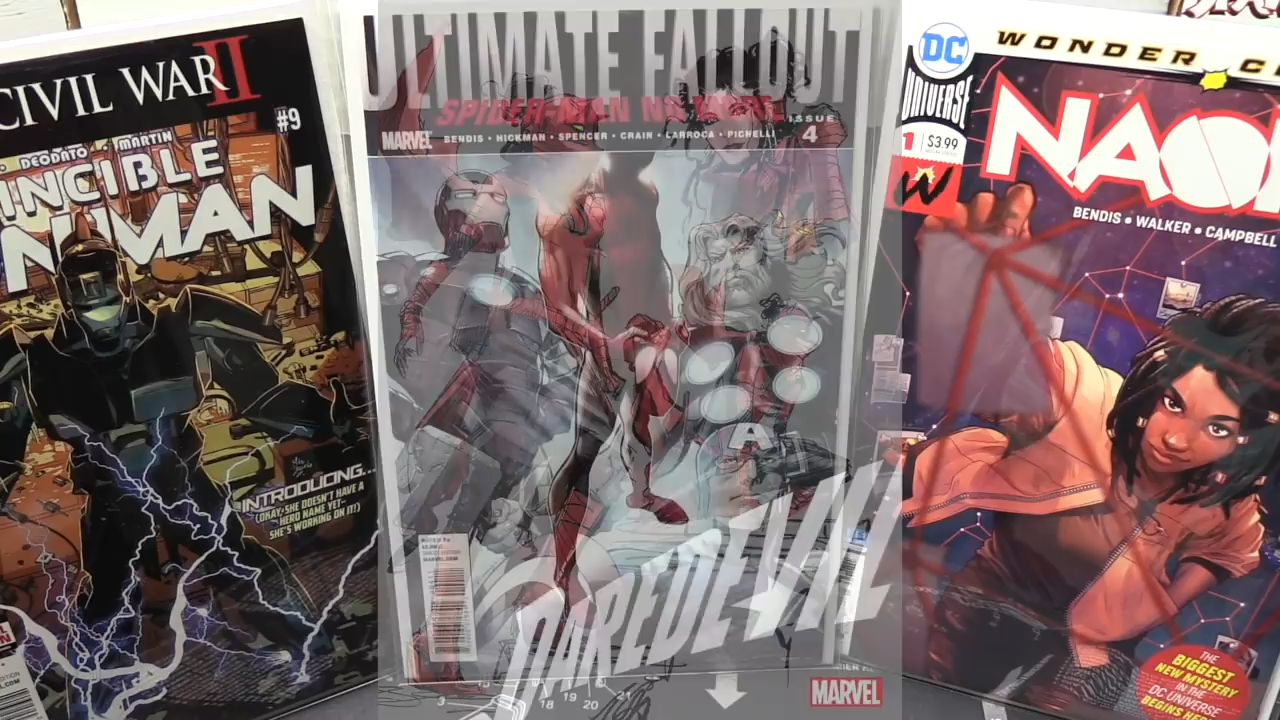 CIVIL WAR II
#9
DEODATO MARTIN
INCIBLE
INTRODUCING...
(OKAY, SHE DOESN'T HAVE A
HERO NAME YET--
SHE'S WORKING ON IT!)
ULTIMATE FALLOUT
SPIDER-MAN NO MORE
MARVEL
BENDIS • HICKMAN • SPENCER • CRAIN • LARROCA • PICHELLI
ISSUE
4
A
DAREDEVIL
3
18 19 20 21
MARVEL
DC
UNIVERSE
WONDER C
1 $3.99
W
NAO
BENDIS • WALKER • CAMPBELL
THE
BIGGEST
NEW MYSTERY
IN THE
DC UNIVERSE
BEGINS